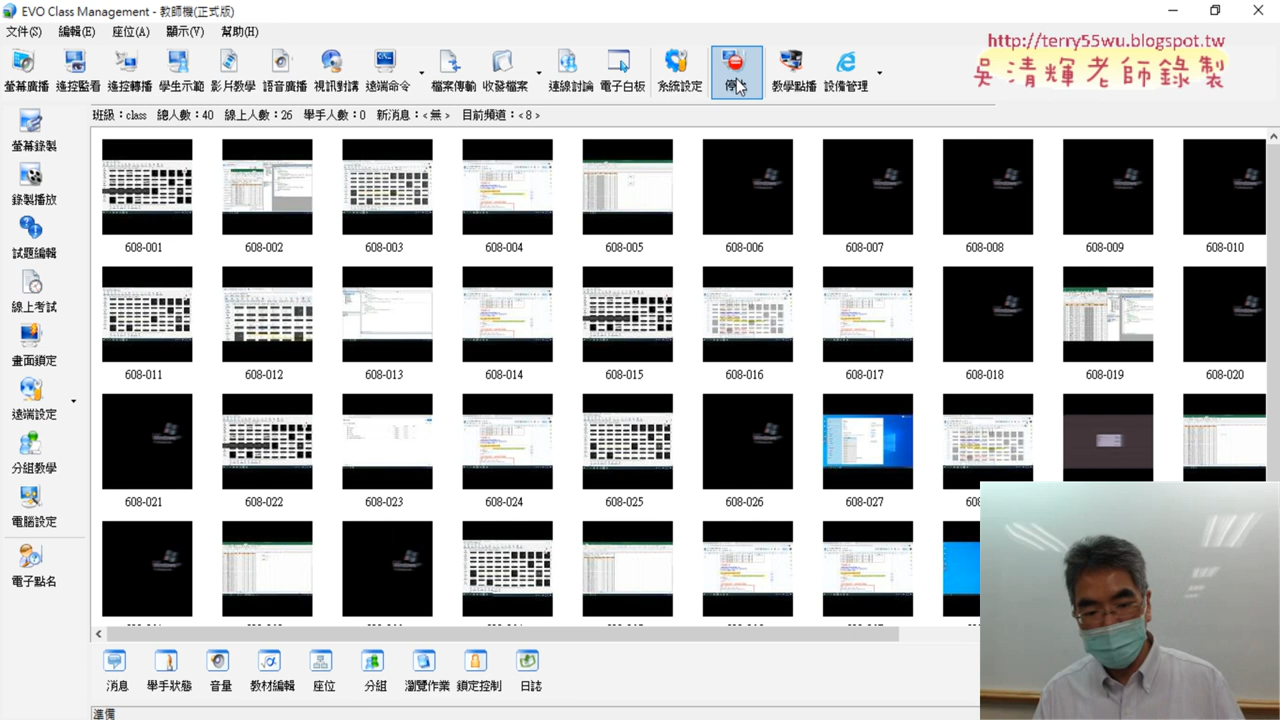 EVO Class Management - 教師機(正式版)
文件(S) 編輯(E) 座位(A) 顯示(V) 幫助(H)
http://terry55wu.blogspot.tw
吳清輝老師錄製
螢幕廣播 遙控監看 遙控轉播 學生示範 影片教學 語音廣播 視訊對講 遠端命令 檔案傳輸 收發檔案 連線討論 電子白板 系統設定 停止 教學點播 設備管理
班級：class 總人數：40 線上人數：26 舉手人數：0 新消息：<無> 目前頻道：<8>
螢幕錄製
錄製播放
試題編輯
線上考試
畫面鎖定
遠端設定
分組教學
電腦設定
電子點名
608-001 608-002 608-003 608-004 608-005 608-006 608-007 608-008 608-009 608-010
608-011 608-012 608-013 608-014 608-015 608-016 608-017 608-018 608-019 608-020
608-021 608-022 608-023 608-024 608-025 608-026 608-027
消息 舉手狀態 音量 教材編輯 座位 分組 瀏覽作業 鎖定控制 日誌
準備